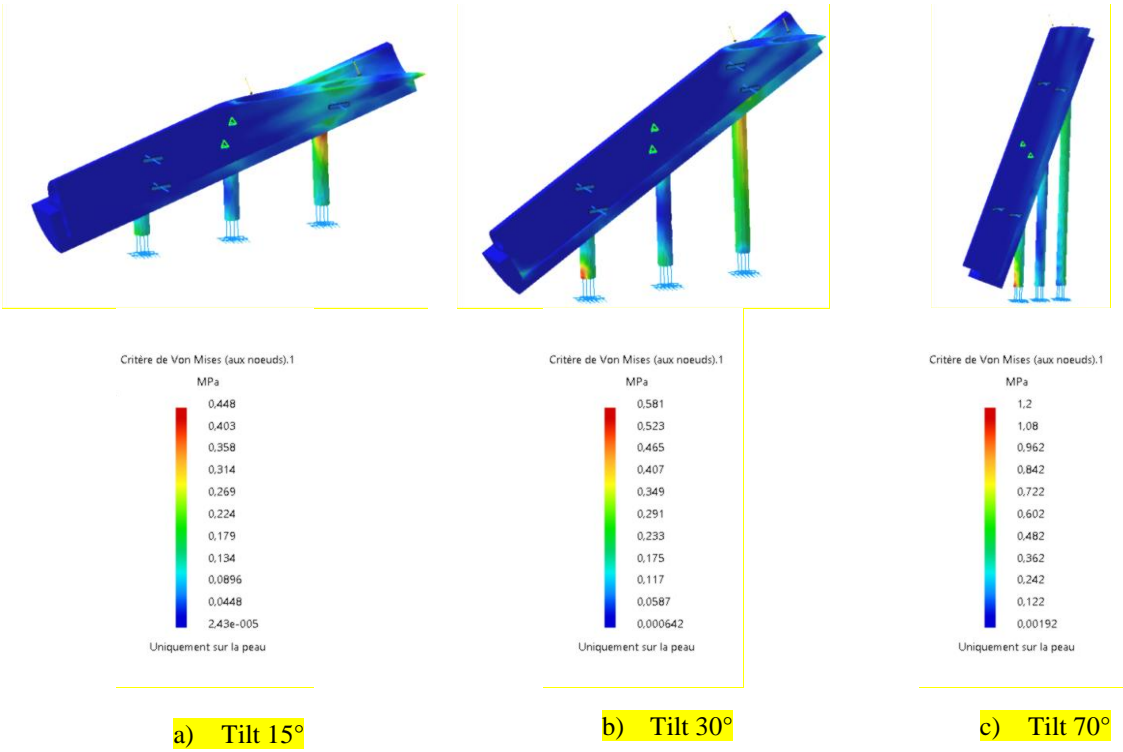 Critére de Von Mises (aux noeuds).1
MPa
0,448
0,403
0,358
0,314
0,269
0,224
0,179
0,134
0,0896
0,0448
2,43e-005
Uniquement sur la peau
a) Tilt 15°
Critére de Von Mises (aux noeuds).1
MPa
0,581
0,523
0,465
0,407
0,349
0,291
0,233
0,175
0,117
0,0587
0,000642
Uniquement sur la peau
b) Tilt 30°
Critére de Von Mises (aux noeuds).1
MPa
1,2
1,08
0,962
0,842
0,722
0,602
0,482
0,362
0,242
0,122
0,00192
Uniquement sur la peau
c) Tilt 70°